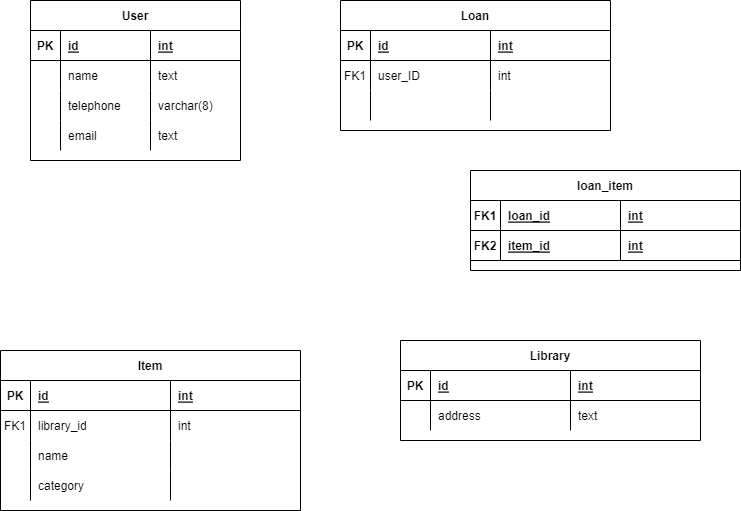 User
PK id int
name text
telephone varchar(8)
email text
Loan
PK id int
FK1 user_ID int
loan_item
FK1 loan_id int
FK2 item_id int
Item
PK id int
FK1 library_id int
name
category
Library
PK id int
address text